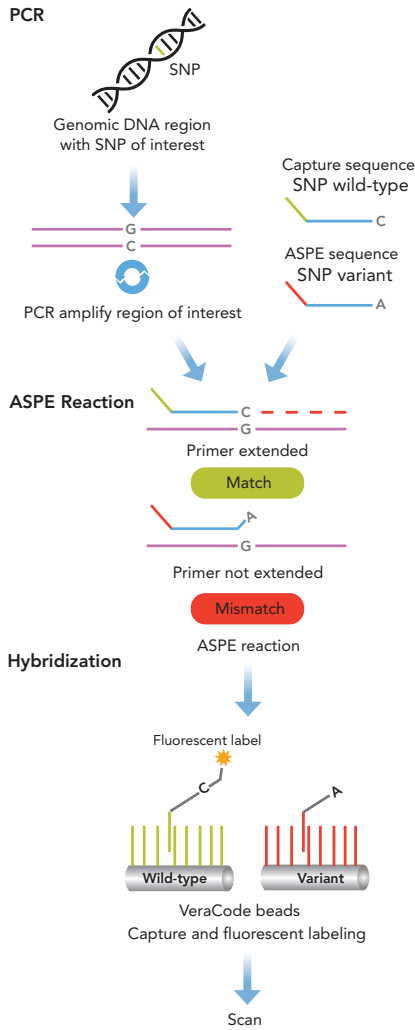 PCR
SNP
Genomic DNA region
with SNP of interest
Capture sequence
SNP wild-type
C
G
C
ASPE sequence
SNP variant
A
PCR amplify region of interest
ASPE Reaction
C
G
Primer extended
Match
A
G
Primer not extended
Mismatch
ASPE reaction
Hybridization
Fluorescent label
C
A
Wild-type
Variant
VeraCode beads
Capture and fluorescent labeling
Scan